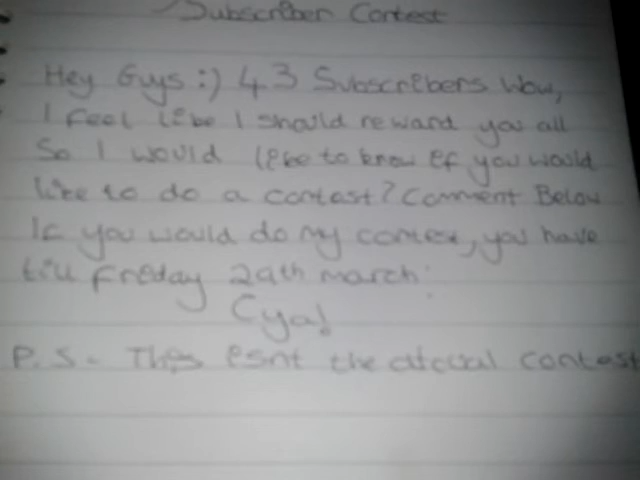 Subscriber Contest
Hey Guys :) 43 Subscribers Wow,
I feel like I should reward you all
So I would like to know if you would
like to do a contest? Comment Below
If you would do my contest, you have
till friday 29th march.
Cya!
P.S - This isnt the actual contest